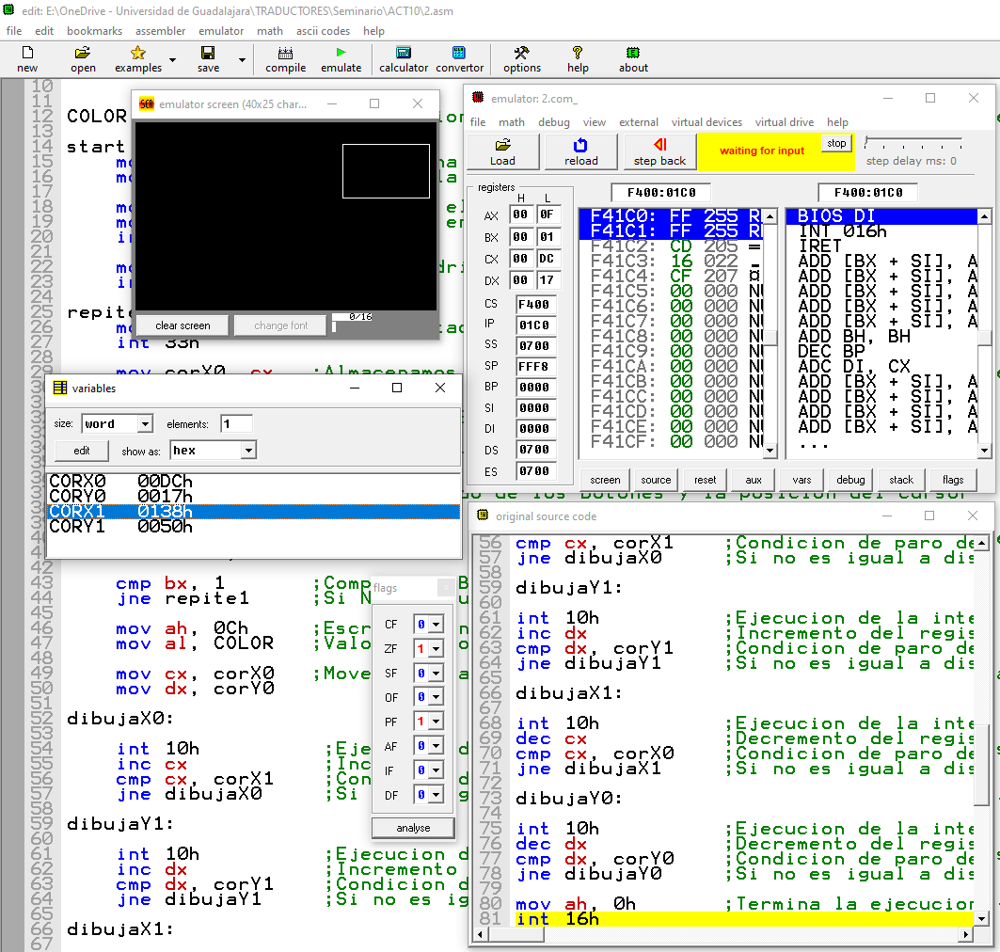 edit: E:\OneDrive - Universidad de Guadalajara\TRADUCTORES\Seminario\ACT10\2.asm
file edit bookmarks assembler emulator math ascii codes help
new open examples save compile emulate calculator convertor options help about
10
11
12 COLOR
13
14 start
15
16
17
18
19
20
21
22
23
24
25 repite
26
27 int 33h
28
29 mov corX0, cx ;Almacenamos
emulator screen (40x25 char...
clear screen change font 0/16
variables
size: word elements: 1
edit show as: hex
CORX0 00DCh
CORY0 0017h
CORX1 0138h
CORY1 0050h
do de los botones y la posicion del cursor
42
43 cmp bx, 1 ;Comp
44 jne repite1 ;Si N
45
46 mov ah, 0Ch ;Escr
47 mov al, COLOR ;Valo
48
49 mov cx, corX0 ;Move
50 mov dx, corY0
51
52 dibujaX0:
53
54 int 10h ;Eje
55 inc cx ;Inc
56 cmp cx, corX1 ;Con
57 jne dibujaX0 ;Si
58
59 dibujaY1:
60
61 int 10h ;Ejecucion d
62 inc dx ;Incremento
63 cmp dx, corY1 ;Condicion d
64 jne dibujaY1 ;Si no es ig
65
66 dibujaX1:
67
flags
CF 0
ZF 1
SF 0
OF 0
PF 1
AF 0
IF 0
DF 0
analyse
emulator: 2.com_
file math debug view external virtual devices virtual drive help
Load reload step back waiting for input stop step delay ms: 0
registers F400:01C0 F400:01C0
H L
AX 00 0F
BX 00 01
CX 00 DC
DX 00 17
CS F400
IP 01C0
SS 0700
SP FFF8
BP 0000
SI 0000
DI 0000
DS 0700
ES 0700
F41C0: FF 255 R
F41C1: FF 255 R
F41C2: CD 205 =
F41C3: 16 022 _
F41C4: CF 207 ¤
F41C5: 00 000 NU
F41C6: 00 000 NU
F41C7: 00 000 NU
F41C8: 00 000 NU
F41C9: 00 000 NU
F41CA: 00 000 NU
F41CB: 00 000 NU
F41CC: 00 000 NU
F41CD: 00 000 NU
F41CE: 00 000 NU
F41CF: 00 000 NU
BIOS DI
INT 016h
IRET
ADD [BX + SI], A
ADD [BX + SI], A
ADD [BX + SI], A
ADD [BX + SI], A
ADD [BX + SI], A
ADD BH, BH
DEC BP
ADC DI, CX
ADD [BX + SI], A
ADD [BX + SI], A
ADD [BX + SI], A
ADD [BX + SI], A
...
screen source reset aux vars debug stack flags
original source code
56 cmp cx, corX1 ;Condicion de paro de
57 jne dibujaX0 ;Si no es igual a dis
58
59 dibujaY1:
60
61 int 10h ;Ejecucion de la inte
62 inc dx ;Incremento del regis
63 cmp dx, corY1 ;Condicion de paro de
64 jne dibujaY1 ;Si no es igual a dis
65
66 dibujaX1:
67
68 int 10h ;Ejecucion de la inte
69 dec cx ;Decremento del regis
70 cmp cx, corX0 ;Condicion de paro de
71 jne dibujaX1 ;Si no es igual a dis
72
73 dibujaY0:
74
75 int 10h ;Ejecucion de la inte
76 dec dx ;Decremento del regis
77 cmp dx, corY0 ;Condicion de paro de
78 jne dibujaY0 ;Si no es igual a dis
79
80 mov ah, 0h ;Termina la ejecucion
81 int 16h